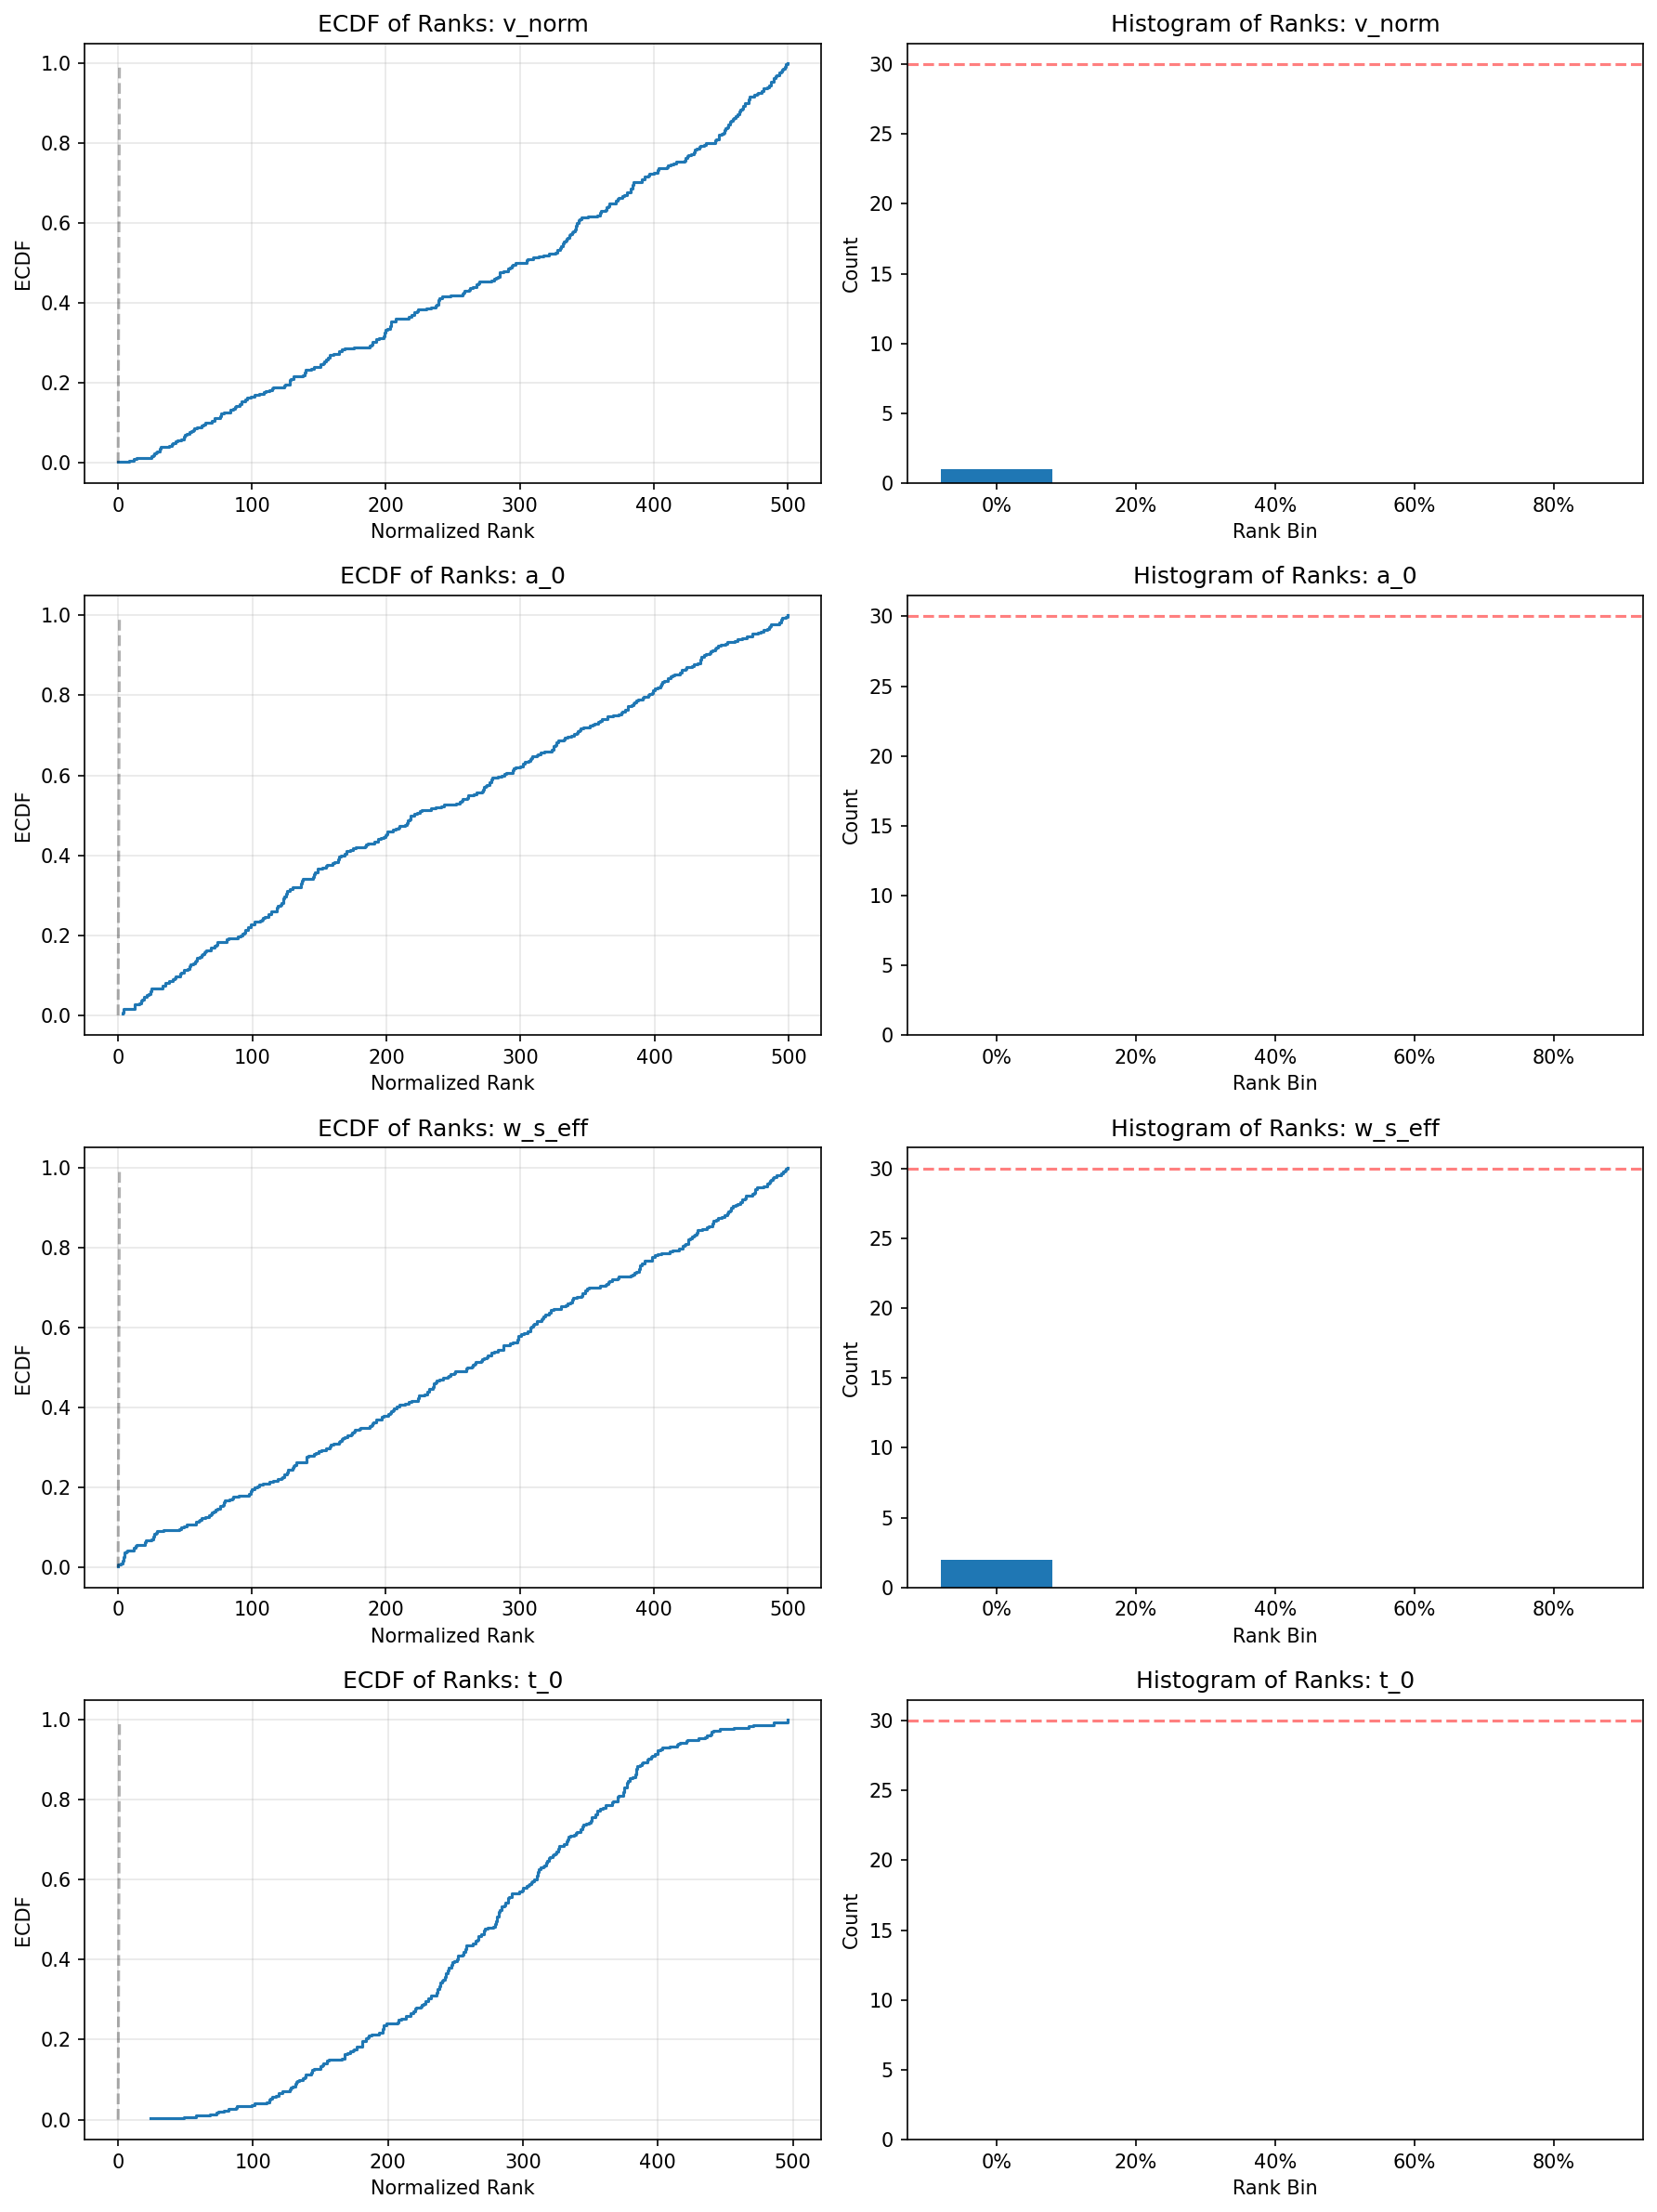 ECDF of Ranks: v_norm
1.0
0.8
0.6
0.4
0.2
0.0
ECDF
0 100 200 300 400 500
Normalized Rank
Histogram of Ranks: v_norm
30
25
20
15
10
5
0
Count
0% 20% 40% 60% 80%
Rank Bin
ECDF of Ranks: a_0
1.0
0.8
0.6
0.4
0.2
0.0
ECDF
0 100 200 300 400 500
Normalized Rank
Histogram of Ranks: a_0
30
25
20
15
10
5
0
Count
0% 20% 40% 60% 80%
Rank Bin
ECDF of Ranks: w_s_eff
1.0
0.8
0.6
0.4
0.2
0.0
ECDF
0 100 200 300 400 500
Normalized Rank
Histogram of Ranks: w_s_eff
30
25
20
15
10
5
0
Count
0% 20% 40% 60% 80%
Rank Bin
ECDF of Ranks: t_0
1.0
0.8
0.6
0.4
0.2
0.0
ECDF
0 100 200 300 400 500
Normalized Rank
Histogram of Ranks: t_0
30
25
20
15
10
5
0
Count
0% 20% 40% 60% 80%
Rank Bin